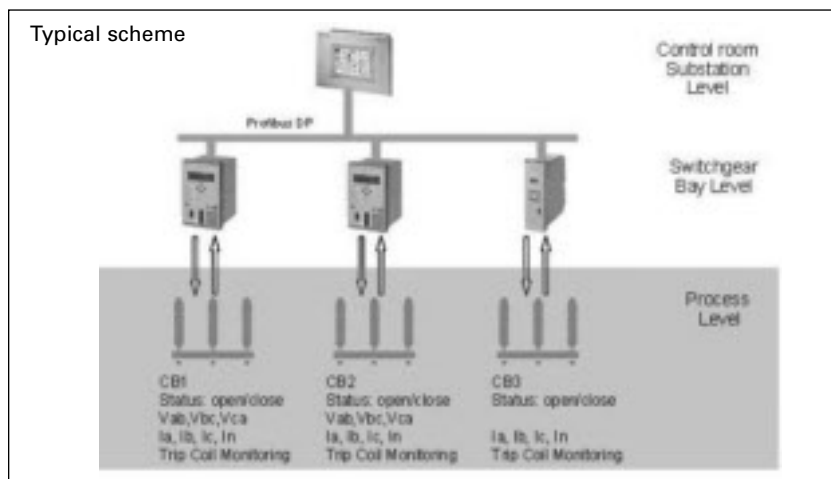 Typical scheme
Control room
Substation
Level
Profibus DP
Switchgear
Bay Level
Process
Level
CB1
Status: open/close
Vab,Vbc,Vca
Ia, Ib, Ic, In
Trip Coil Monitoring
CB2
Status: open/close
Vab,Vbc,Vca
Ia, Ib, Ic, In
Trip Coil Monitoring
CB3
Status: open/close
Ia, Ib, Ic, In
Trip Coil Monitoring